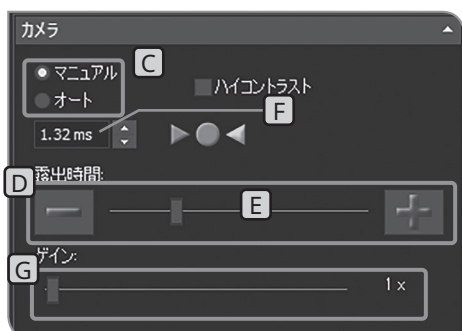 カメラ
マニュアル C
オート ハイコントラスト
F
1.32 ms
露出時間:
D
E
ゲイン:
G
1 x